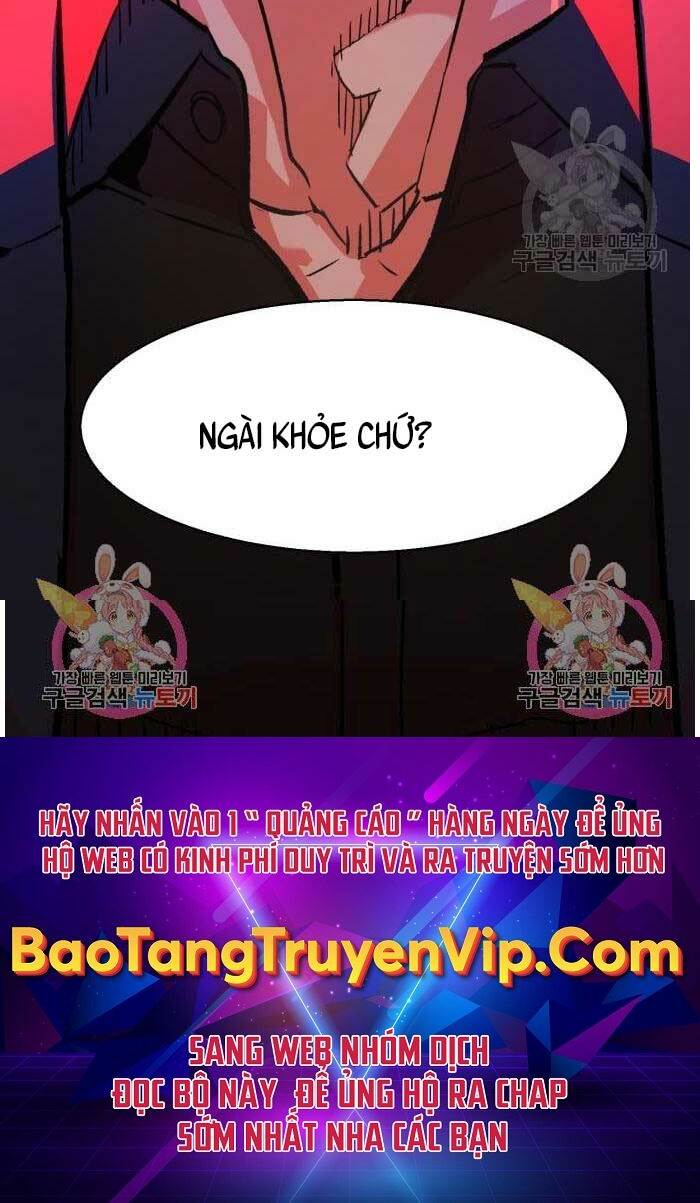 가장 빠른 웹툰 미리보기
구글검색 뉴토끼
NGÀI KHỎE CHỨ?
가장 빠른 웹툰 미리보기
구글검색 뉴토끼
가장 빠른 웹툰 미리보기
구글검색 뉴토끼
HÃY NHẤN VÀO 1 “ QUẢNG CÁO ” HÀNG NGÀY ĐỂ ỦNG
HỘ WEB CÓ KINH PHÍ DUY TRÌ VÀ RA TRUYỆN SỚM HƠN
BaoTangTruyenVip.Com
SANG WEB NHÓM DỊCH
ĐỌC BỘ NÀY ĐỂ ỦNG HỘ RA CHAP
SỚM NHẤT NHA CÁC BẠN